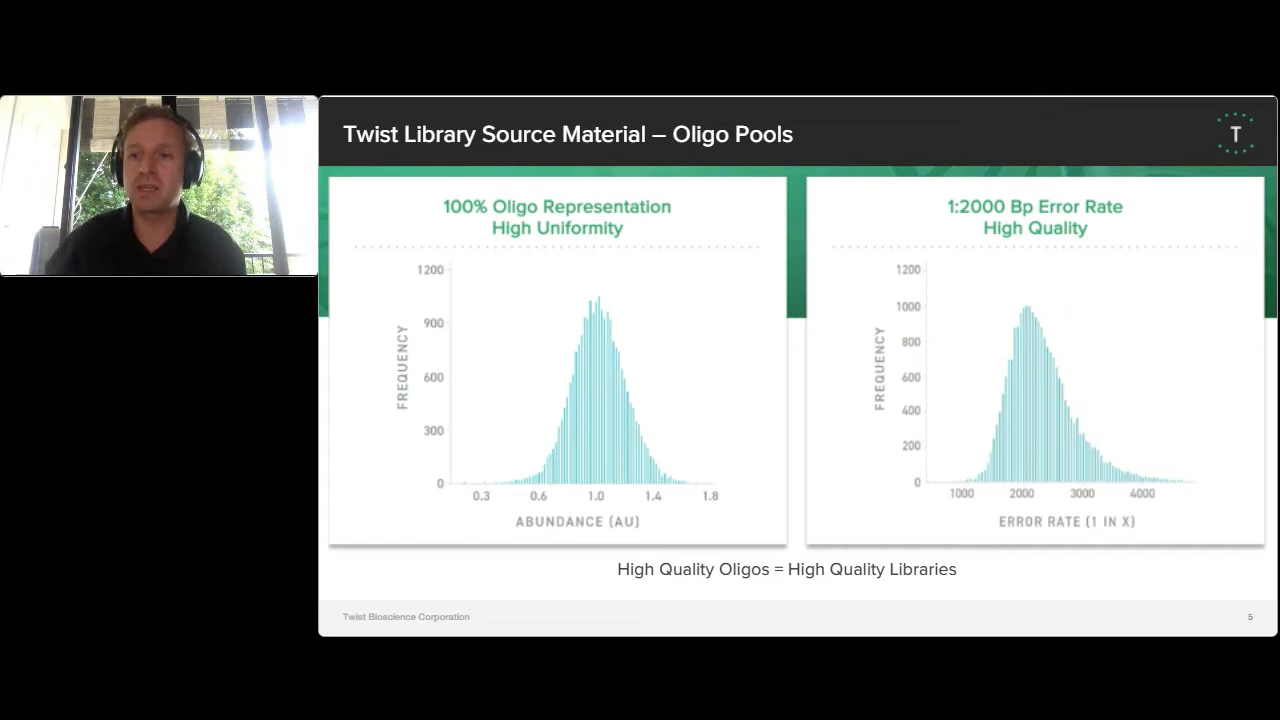 Twist Library Source Material – Oligo Pools
T
100% Oligo Representation
High Uniformity
1200
900
600
300
0
FREQUENCY
0.3 0.6 1.0 1.4 1.8
ABUNDANCE (AU)
1:2000 Bp Error Rate
High Quality
1200
1000
800
600
400
200
0
FREQUENCY
1000 2000 3000 4000
ERROR RATE (1 IN X)
High Quality Oligos = High Quality Libraries
Twist Bioscience Corporation
5